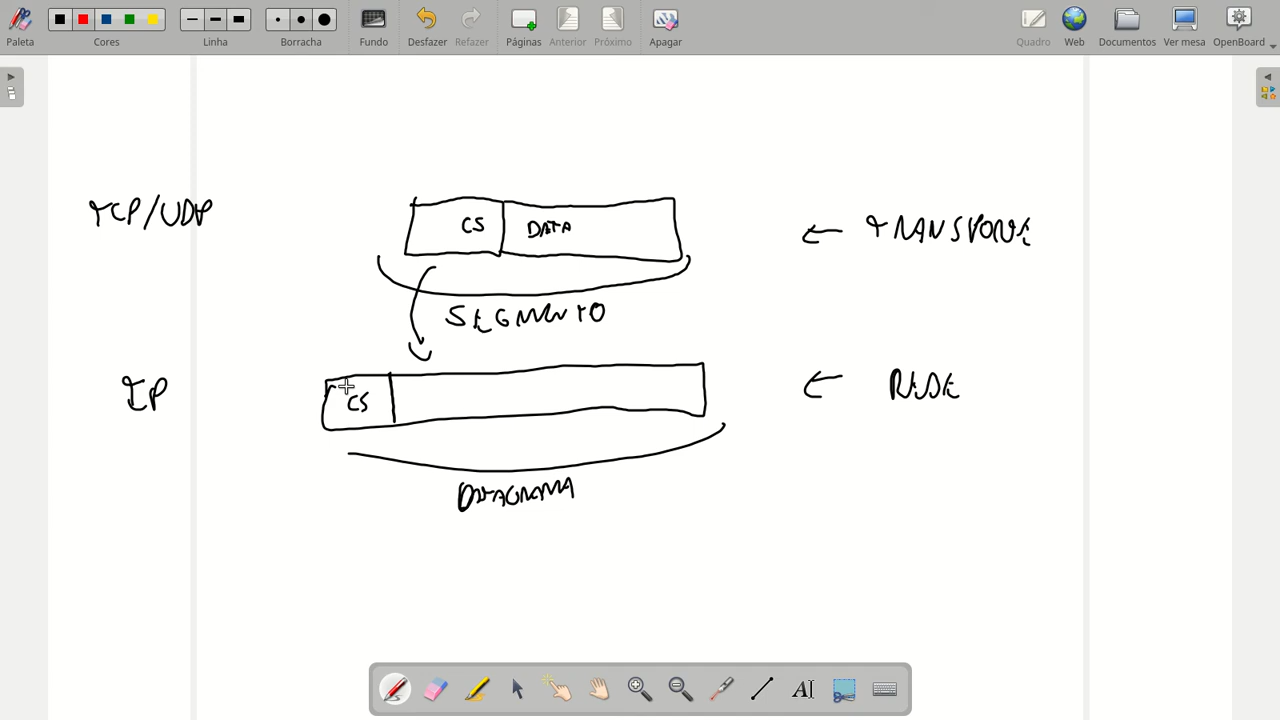 Paleta
Cores
Linha
Borracha
Fundo
Desfazer
Refazer
Páginas
Anterior
Próximo
Apagar
Quadro
Web
Documentos
Ver mesa
OpenBoard
TCP/UDP
CS
DATA
← TRANSPORTE
SEGMENTO
IP
CS
← REDE
DATAGRAMA